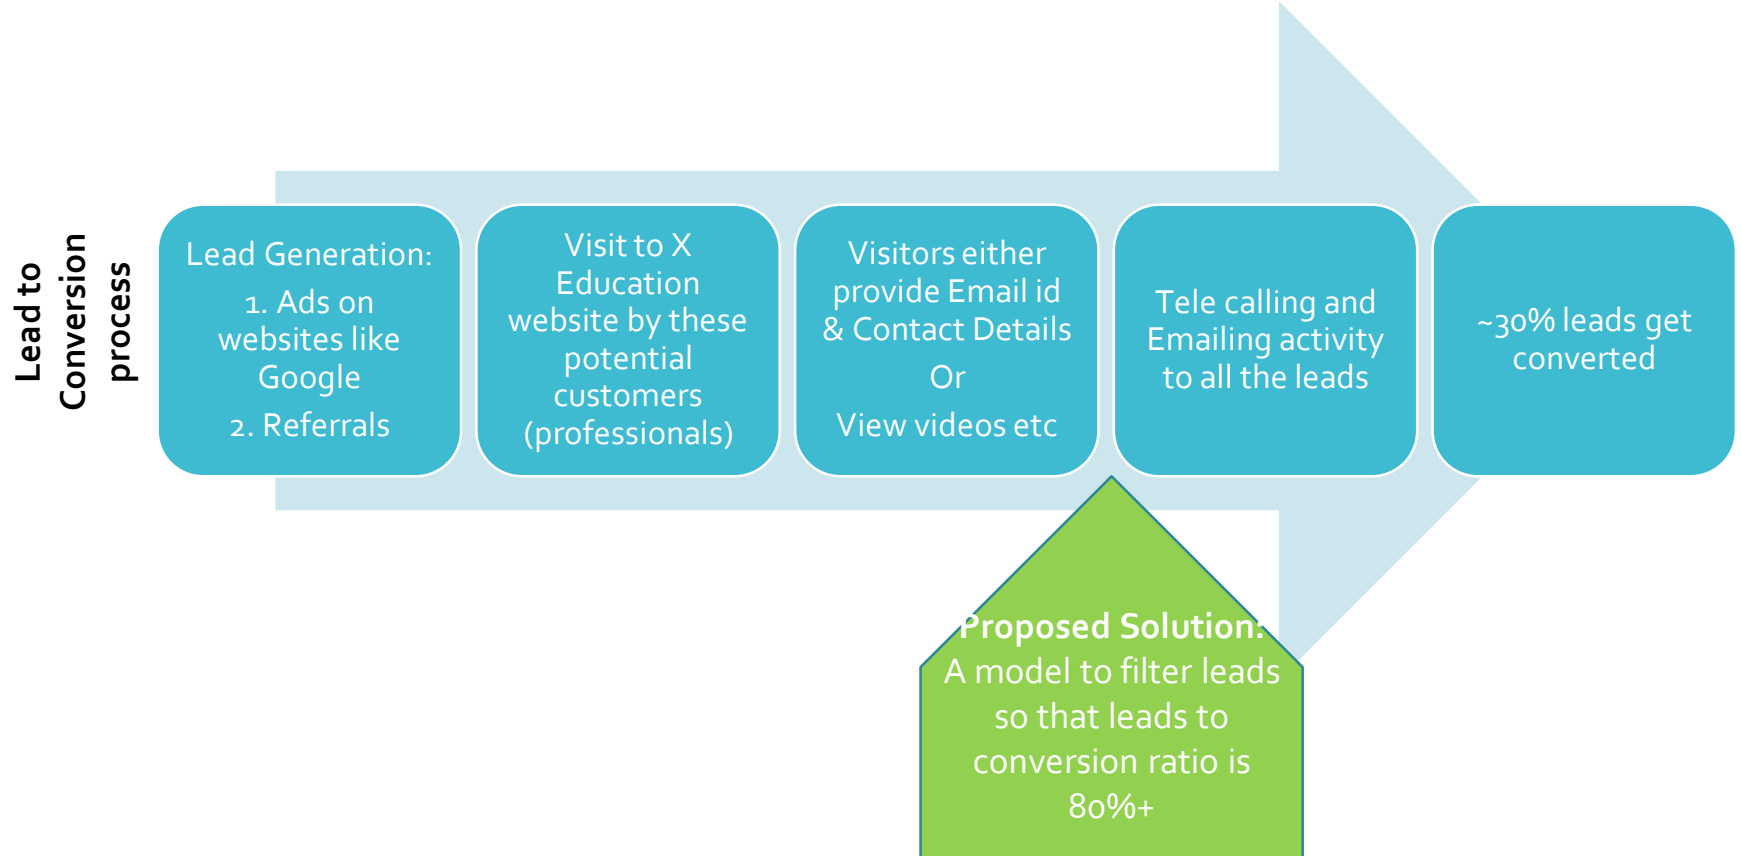 Lead to
Conversion
process
Lead Generation:
1. Ads on
websites like
Google
2. Referrals
Visit to X
Education
website by these
potential
customers
(professionals)
Visitors either
provide Email id
& Contact Details
Or
View videos etc
Tele calling and
Emailing activity
to all the leads
~30% leads get
converted
Proposed Solution:
A model to filter leads
so that leads to
conversion ratio is
80%+